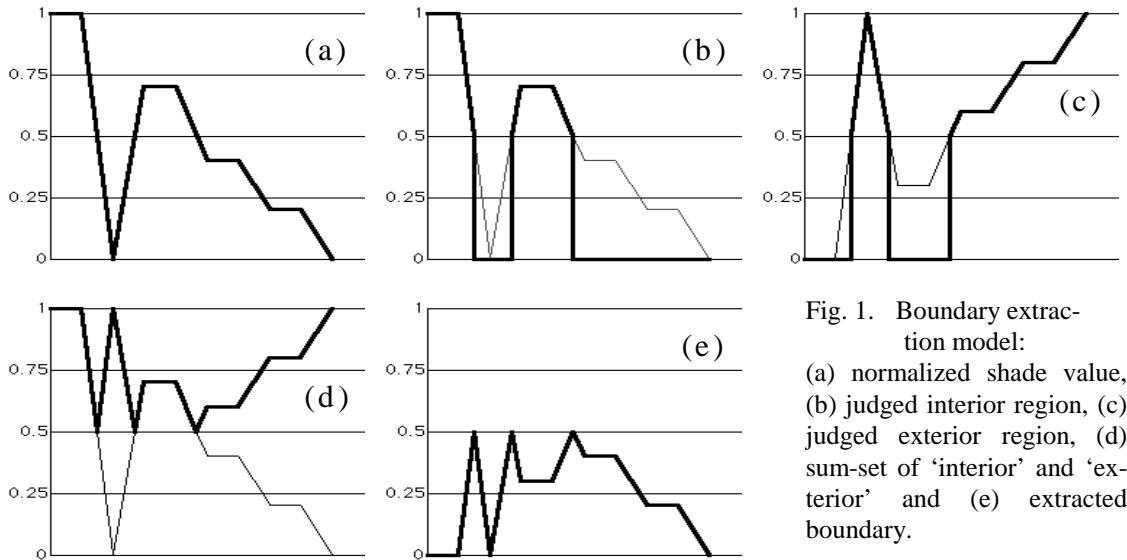 1
0.75
0.5
0.25
0
(a)
1
0.75
0.5
0.25
0
(b)
1
0.75
0.5
0.25
0
(c)
1
0.75
0.5
0.25
0
(d)
1
0.75
0.5
0.25
0
(e)
Fig. 1. Boundary extrac-
tion model:
(a) normalized shade value,
(b) judged interior region, (c)
judged exterior region, (d)
sum-set of ‘interior’ and ‘ex-
terior’ and (e) extracted
boundary.